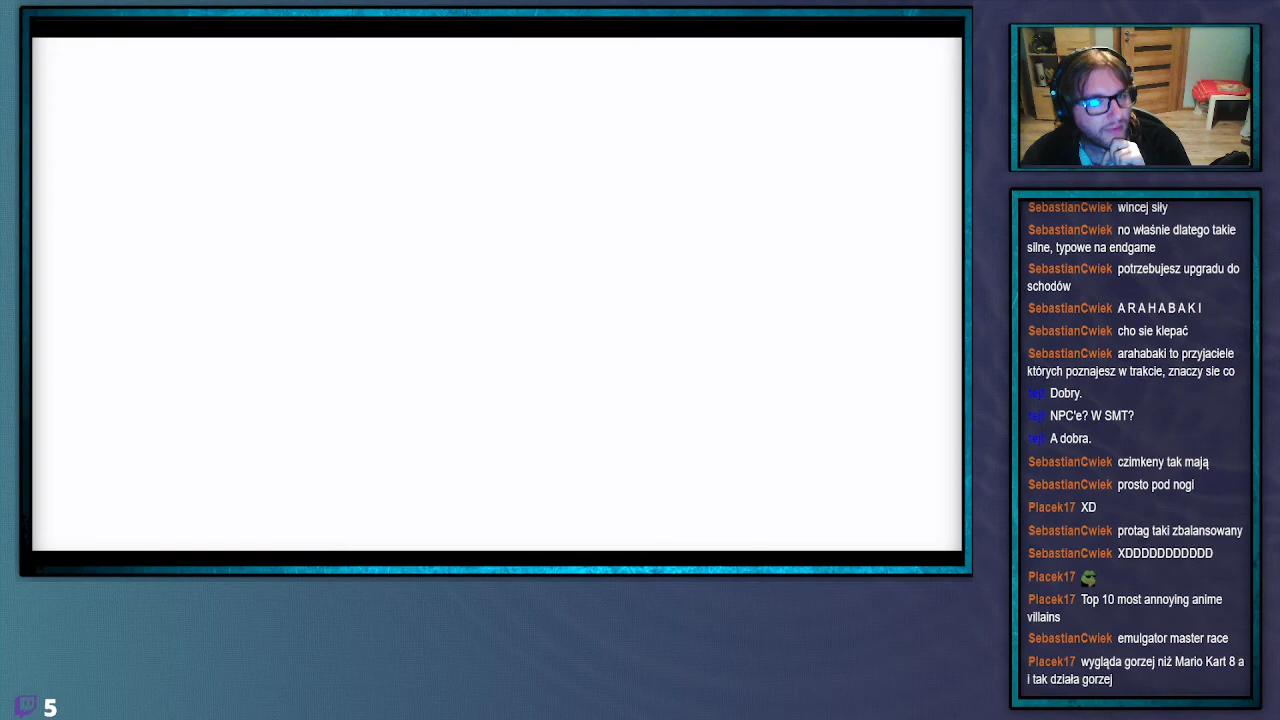 SebastianCwiek wincej siły
SebastianCwiek no właśnie dlatego takie
silne, typowe na endgame
SebastianCwiek potrzebujesz upgradu do
schodów
SebastianCwiek A R A H A B A K I
SebastianCwiek cho sie klepać
SebastianCwiek arahabaki to przyjaciele
których poznajesz w trakcie, znaczy sie co
tejt Dobry.
tejt NPC'e? W SMT?
tejt A dobra.
SebastianCwiek czimkeny tak mają
SebastianCwiek prosto pod nogi
Placek17 XD
SebastianCwiek protag taki zbalansowany
SebastianCwiek XDDDDDDDDDDD
Placek17
Placek17 Top 10 most annoying anime
villains
SebastianCwiek emulgator master race
Placek17 wygląda gorzej niż Mario Kart 8 a
i tak działa gorzej
5